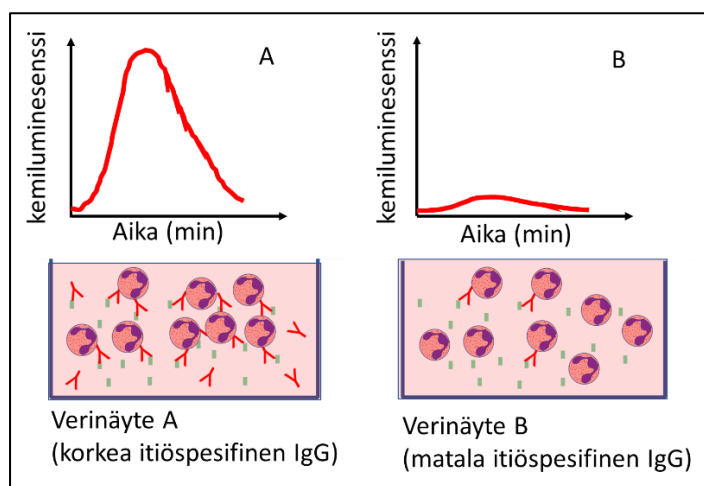 kemiluminesenssi
A
Aika (min)
Verinäyte A
(korkea itiöspesifinen IgG)
kemiluminesenssi
B
Aika (min)
Verinäyte B
(matala itiöspesifinen IgG)